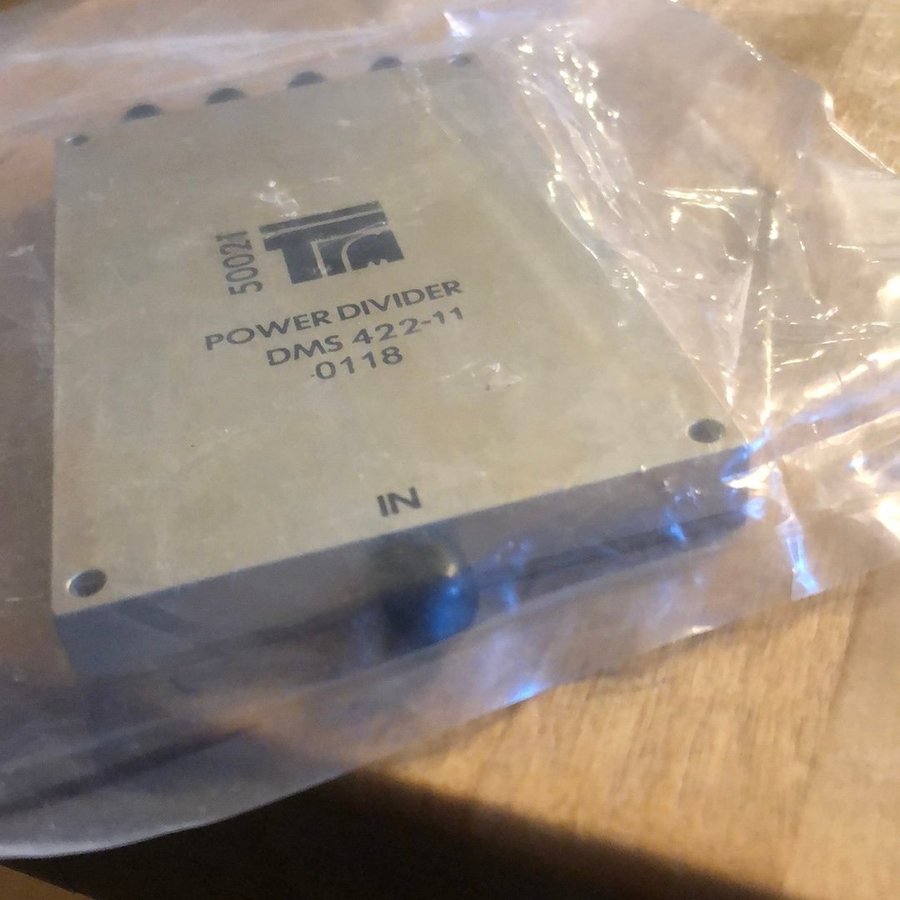 50021
TRM
POWER DIVIDER
DMS 422-11
0118
IN